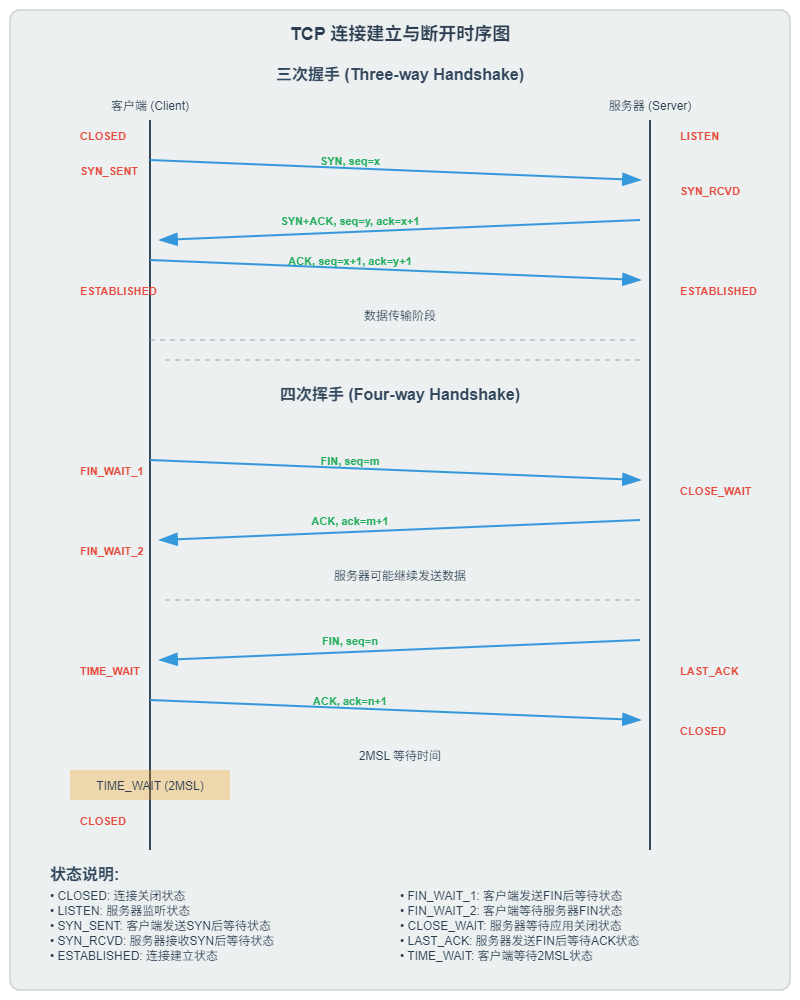 TCP 连接建立与断开时序图
三次握手 (Three-way Handshake)
客户端 (Client)
服务器 (Server)
CLOSED
LISTEN
SYN, seq=x
SYN_SENT
SYN_RCVD
SYN+ACK, seq=y, ack=x+1
ACK, seq=x+1, ack=y+1
ESTABLISHED
ESTABLISHED
数据传输阶段
四次挥手 (Four-way Handshake)
FIN, seq=m
FIN_WAIT_1
CLOSE_WAIT
ACK, ack=m+1
FIN_WAIT_2
服务器可能继续发送数据
FIN, seq=n
TIME_WAIT
LAST_ACK
ACK, ack=n+1
CLOSED
2MSL 等待时间
TIME_WAIT (2MSL)
CLOSED
状态说明:
• CLOSED: 连接关闭状态
• LISTEN: 服务器监听状态
• SYN_SENT: 客户端发送SYN后等待状态
• SYN_RCVD: 服务器接收SYN后等待状态
• ESTABLISHED: 连接建立状态
• FIN_WAIT_1: 客户端发送FIN后等待状态
• FIN_WAIT_2: 客户端等待服务器FIN状态
• CLOSE_WAIT: 服务器等待应用关闭状态
• LAST_ACK: 服务器发送FIN后等待ACK状态
• TIME_WAIT: 客户端等待2MSL状态